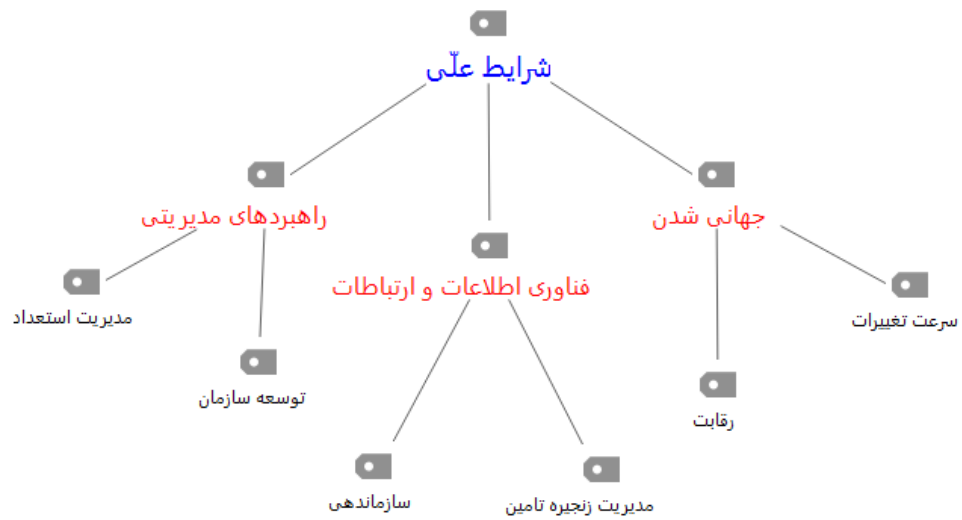 شرایط علّی
جهانی شدن
راهبردهای مدیریتی
فناوری اطلاعات و ارتباطات
سرعت تغییرات
مدیریت استعداد
توسعه سازمان
رقابت
مدیریت زنجیره تامین
سازماندهی